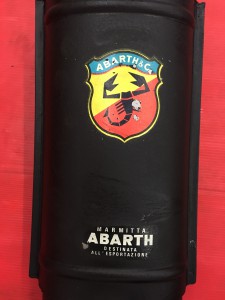 ABARTH & C.
MARMITTA
ABARTH
DESTINATA
ALL'ESPORTAZIONE